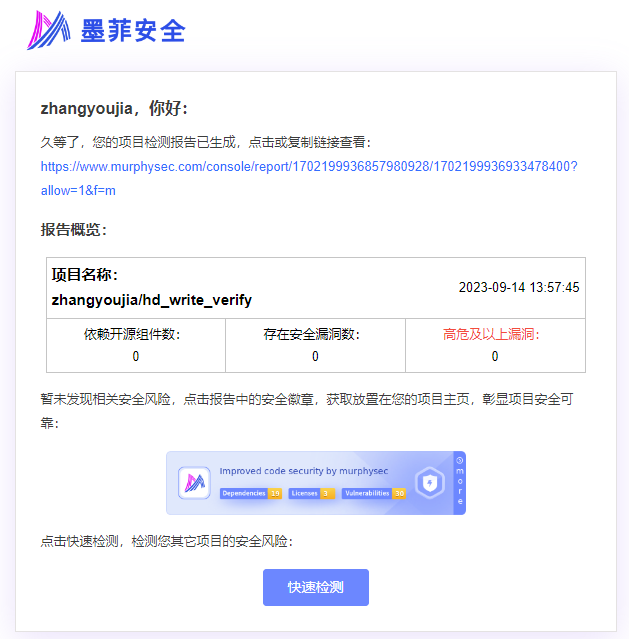 墨菲安全
zhangyoujia，你好：
久等了，您的项目检测报告已生成，点击或复制链接查看：
https://www.murphysec.com/console/report/1702199936857980928/1702199936933478400?
allow=1&f=m
报告概览：
项目名称：
zhangyoujia/hd_write_verify
2023-09-14 13:57:45
依赖开源组件数：
0
存在安全漏洞数：
0
高危及以上漏洞：
0
暂未发现相关安全风险，点击报告中的安全徽章，获取放置在您的项目主页，彰显项目安全可
靠：
Improved code security by murphysec
Dependencies 19 Licenses 3 Vulnerabilities 30
more
点击快速检测，检测您其它项目的安全风险：
快速检测